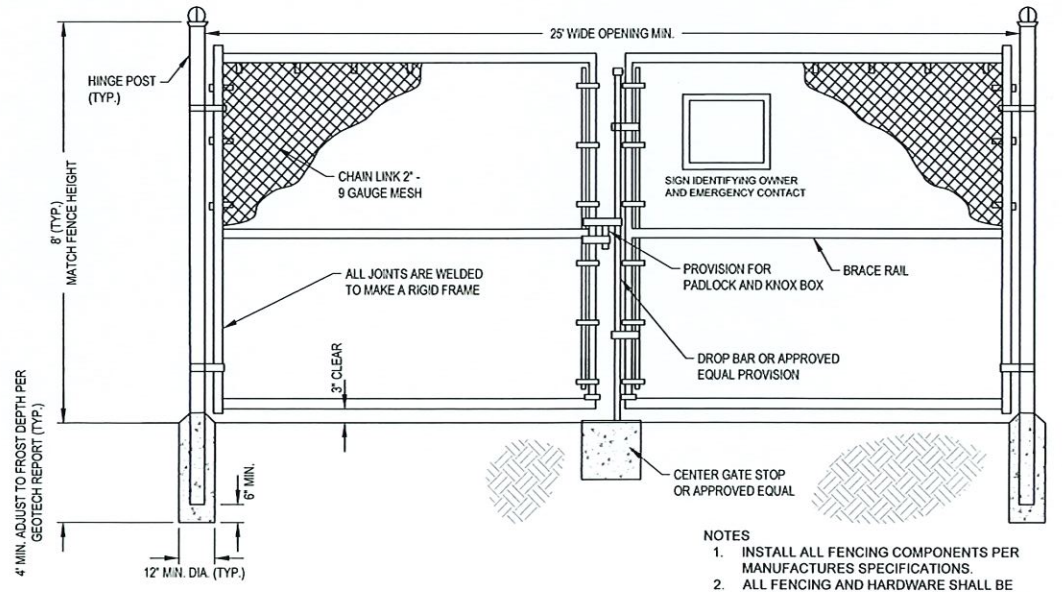 25' WIDE OPENING MIN.
HINGE POST
(TYP.)
8' (TYP.)
MATCH FENCE HEIGHT
CHAIN LINK 2" -
9 GAUGE MESH
SIGN IDENTIFYING OWNER
AND EMERGENCY CONTACT
ALL JOINTS ARE WELDED
TO MAKE A RIGID FRAME
PROVISION FOR
PADLOCK AND KNOX BOX
BRACE RAIL
3" CLEAR
DROP BAR OR APPROVED
EQUAL PROVISION
4' MIN. ADJUST TO FROST DEPTH PER
GEOTECH REPORT (TYP.)
6" MIN.
CENTER GATE STOP
OR APPROVED EQUAL
12" MIN. DIA. (TYP.)
NOTES
1. INSTALL ALL FENCING COMPONENTS PER
MANUFACTURES SPECIFICATIONS.
2. ALL FENCING AND HARDWARE SHALL BE